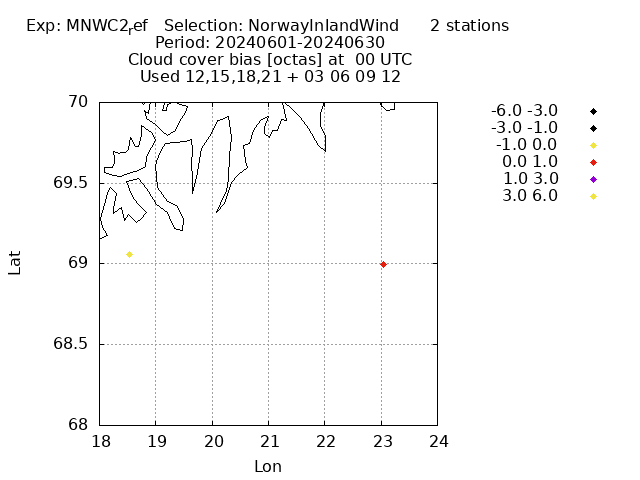 Exp: MNWC2ref Selection: NorwayInlandWind 2 stations
Period: 20240601-20240630
Cloud cover bias [octas] at 00 UTC
Used 12,15,18,21 + 03 06 09 12
-6.0 -3.0
-3.0 -1.0
-1.0 0.0
0.0 1.0
1.0 3.0
3.0 6.0
70
69.5
69
68.5
68
Lat
18 19 20 21 22 23 24
Lon